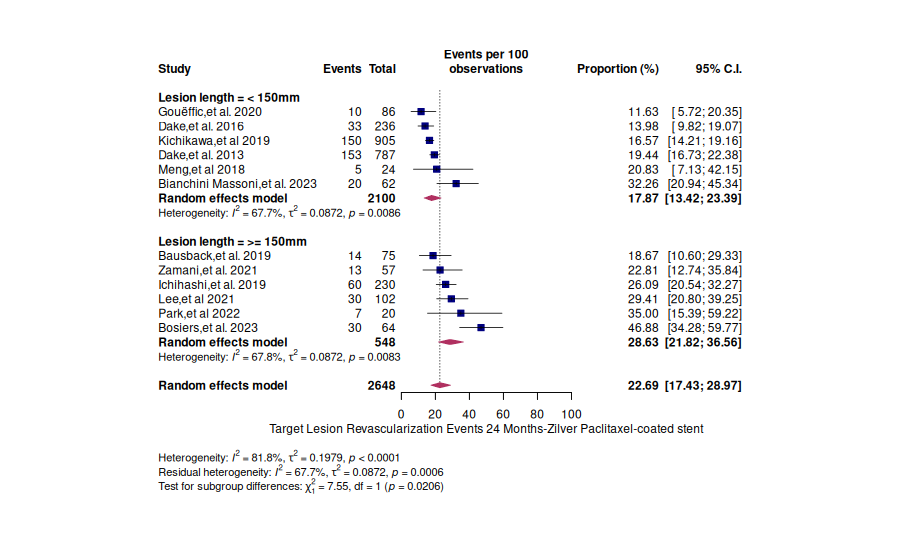 Events per 100
Study Events Total observations Proportion (%) 95% C.I.
Lesion length = < 150mm
Gouëffic,et al. 2020 10 86 11.63 [ 5.72; 20.35]
Dake,et al. 2016 33 236 13.98 [ 9.82; 19.07]
Kichikawa,et al 2019 150 905 16.57 [14.21; 19.16]
Dake,et al. 2013 153 787 19.44 [16.73; 22.38]
Meng,et al 2018 5 24 20.83 [ 7.13; 42.15]
Bianchini Massoni,et al. 2023 20 62 32.26 [20.94; 45.34]
Random effects model 2100 17.87 [13.42; 23.39]
Heterogeneity: I² = 67.7%, τ² = 0.0872, p = 0.0086
Lesion length = >= 150mm
Bausback,et al. 2019 14 75 18.67 [10.60; 29.33]
Zamani,et al. 2021 13 57 22.81 [12.74; 35.84]
Ichihashi,et al. 2019 60 230 26.09 [20.54; 32.27]
Lee,et al 2021 30 102 29.41 [20.80; 39.25]
Park,et al 2022 7 20 35.00 [15.39; 59.22]
Bosiers,et al. 2023 30 64 46.88 [34.28; 59.77]
Random effects model 548 28.63 [21.82; 36.56]
Heterogeneity: I² = 67.8%, τ² = 0.0872, p = 0.0083
Random effects model 2648 22.69 [17.43; 28.97]
0 20 40 60 80 100
Target Lesion Revascularization Events 24 Months-Zilver Paclitaxel-coated stent
Heterogeneity: I² = 81.8%, τ² = 0.1979, p < 0.0001
Residual heterogeneity: I² = 67.7%, τ² = 0.0872, p = 0.0006
Test for subgroup differences: χ²₁ = 7.55, df = 1 (p = 0.0206)